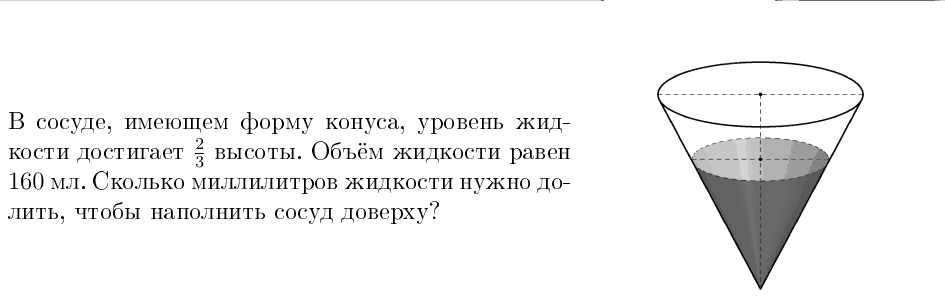 В сосуде, имеющем форму конуса, уровень жид-
кости достигает 2/3 высоты. Объём жидкости равен
160 мл. Сколько миллилитров жидкости нужно до-
лить, чтобы наполнить сосуд доверху?